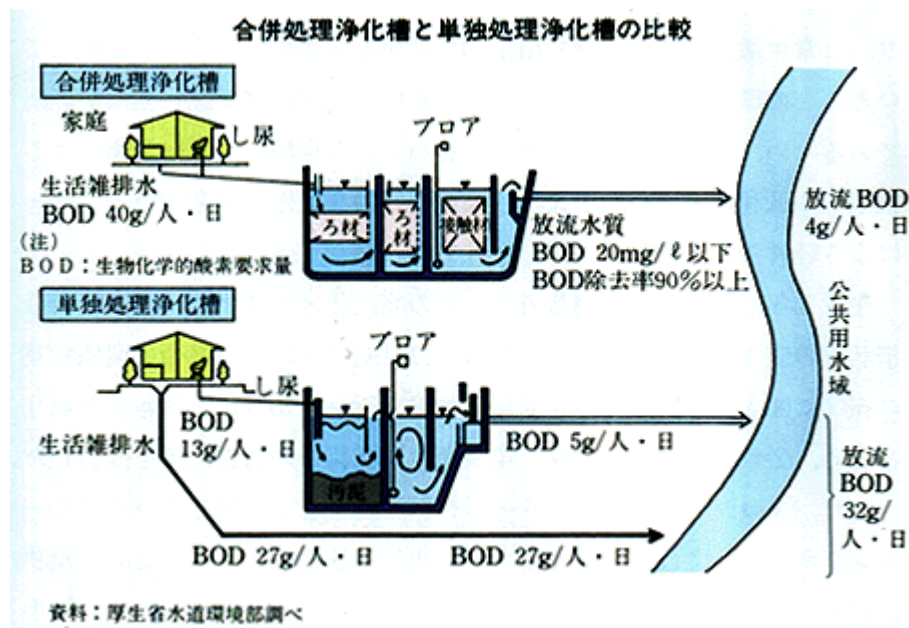 合併処理浄化槽と単独処理浄化槽の比較
合併処理浄化槽
家庭
し尿
ブロア
生活雑排水
BOD 40g/人・日
(注)
BOD:生物化学的酸素要求量
ろ材
ろ材
接触材
放流水質
BOD 20mg/ℓ以下
BOD除去率90%以上
放流BOD
4g/人・日
公共用水域
単独処理浄化槽
し尿
ブロア
生活雑排水
BOD
13g/人・日
汚泥
BOD 5g/人・日
放流
BOD
32g/
人・日
BOD 27g/人・日
BOD 27g/人・日
資料:厚生省水道環境部調べ